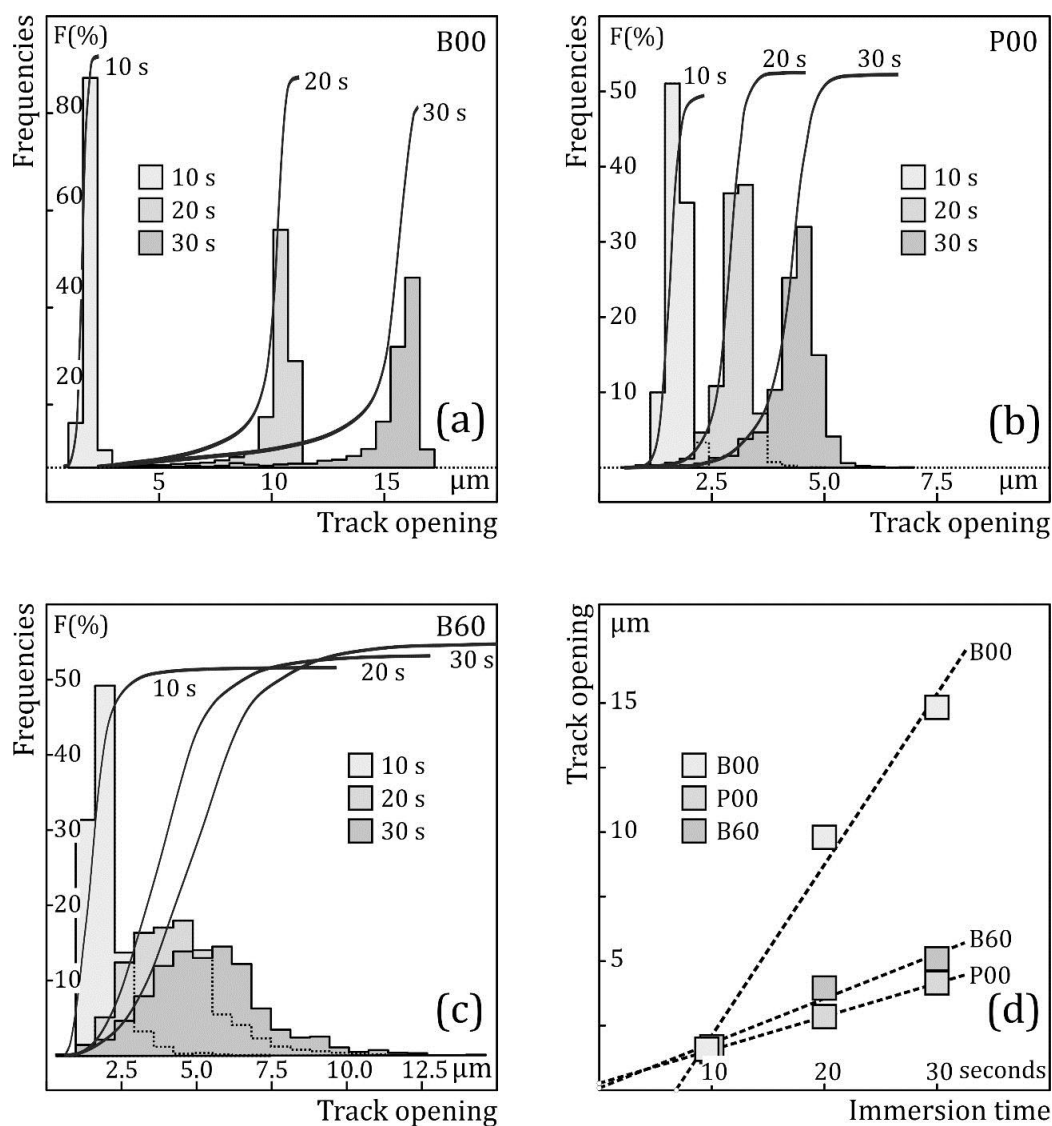 Frequencies
F(%)
B00
10 s
20 s
30 s
80
60
40
20
10 s
20 s
30 s
(a)
5
10
15
μm
Track opening
Frequencies
F(%)
P00
10 s
20 s
30 s
50
40
30
20
10
10 s
20 s
30 s
(b)
2.5
5.0
7.5
μm
Track opening
Frequencies
F(%)
B60
10 s
20 s
30 s
50
40
30
20
10
10 s
20 s
30 s
(c)
2.5
5.0
7.5
10.0
12.5
μm
Track opening
Track opening
μm
B00
15
10
5
B00
P00
B60
B60
P00
(d)
10
20
30 seconds
Immersion time